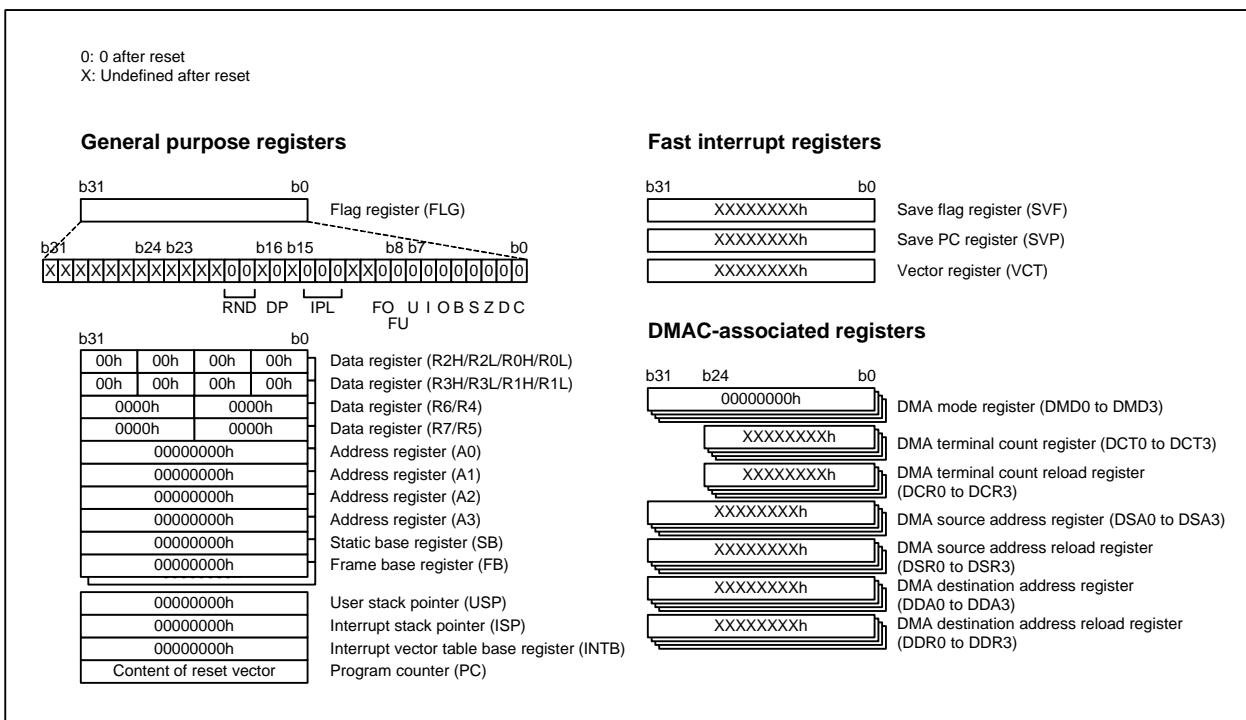 0: 0 after reset
X: Undefined after reset
General purpose registers
b31 b0
Flag register (FLG)
b31 b24 b23 b16 b15 b8 b7 b0
X X X X X X X X X X X X 0 0 X 0 X 0 0 0 X X 0 0 0 0 0 0 0 0 0 0
RND DP IPL FO U I O B S Z D C
FU
b31 b0
00h 00h 00h 00h Data register (R2H/R2L/R0H/R0L)
00h 00h 00h 00h Data register (R3H/R3L/R1H/R1L)
0000h 0000h Data register (R6/R4)
0000h 0000h Data register (R7/R5)
00000000h Address register (A0)
00000000h Address register (A1)
00000000h Address register (A2)
00000000h Address register (A3)
00000000h Static base register (SB)
00000000h Frame base register (FB)
00000000h User stack pointer (USP)
00000000h Interrupt stack pointer (ISP)
00000000h Interrupt vector table base register (INTB)
Content of reset vector Program counter (PC)
Fast interrupt registers
b31 b0
XXXXXXXXh Save flag register (SVF)
XXXXXXXXh Save PC register (SVP)
XXXXXXXXh Vector register (VCT)
DMAC-associated registers
b31 b24 b0
00000000h DMA mode register (DMD0 to DMD3)
XXXXXXXXh DMA terminal count register (DCT0 to DCT3)
XXXXXXXXh DMA terminal count reload register
(DCR0 to DCR3)
XXXXXXXXh DMA source address register (DSA0 to DSA3)
XXXXXXXXh DMA source address reload register
(DSR0 to DSR3)
XXXXXXXXh DMA destination address register
(DDA0 to DDA3)
XXXXXXXXh DMA destination address reload register
(DDR0 to DDR3)